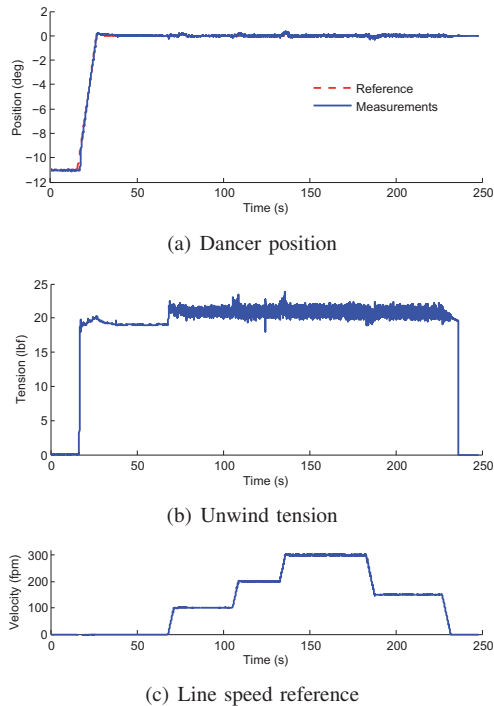 2
0
−2
−4
−6
−8
−10
−12
Position (deg)
Reference
Measurements
0 50 100 150 200 250
Time (s)
(a) Dancer position
25
20
15
10
5
0
Tension (lbf)
0 50 100 150 200 250
Time (s)
(b) Unwind tension
300
200
100
0
Velocity (fpm)
0 50 100 150 200 250
Time (s)
(c) Line speed reference